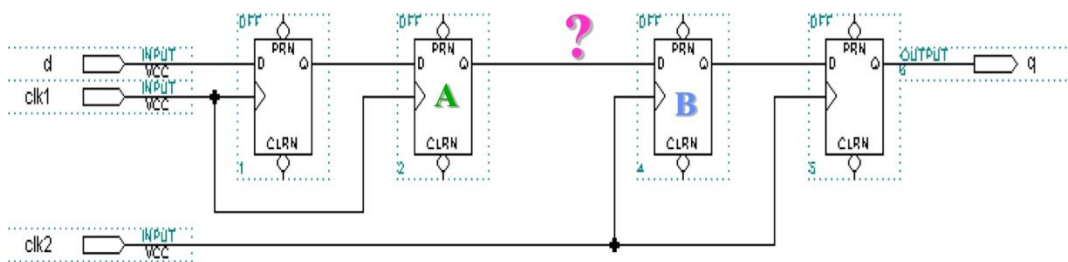 DFF DFF ? DFF DFF
PRN PRN PRN PRN
d INPUT VCC D Q D Q D Q D Q OUTPUT q
clk1 INPUT VCC A B 6
CLRN CLRN CLRN CLRN
1 2 4 5
clk2 INPUT VCC